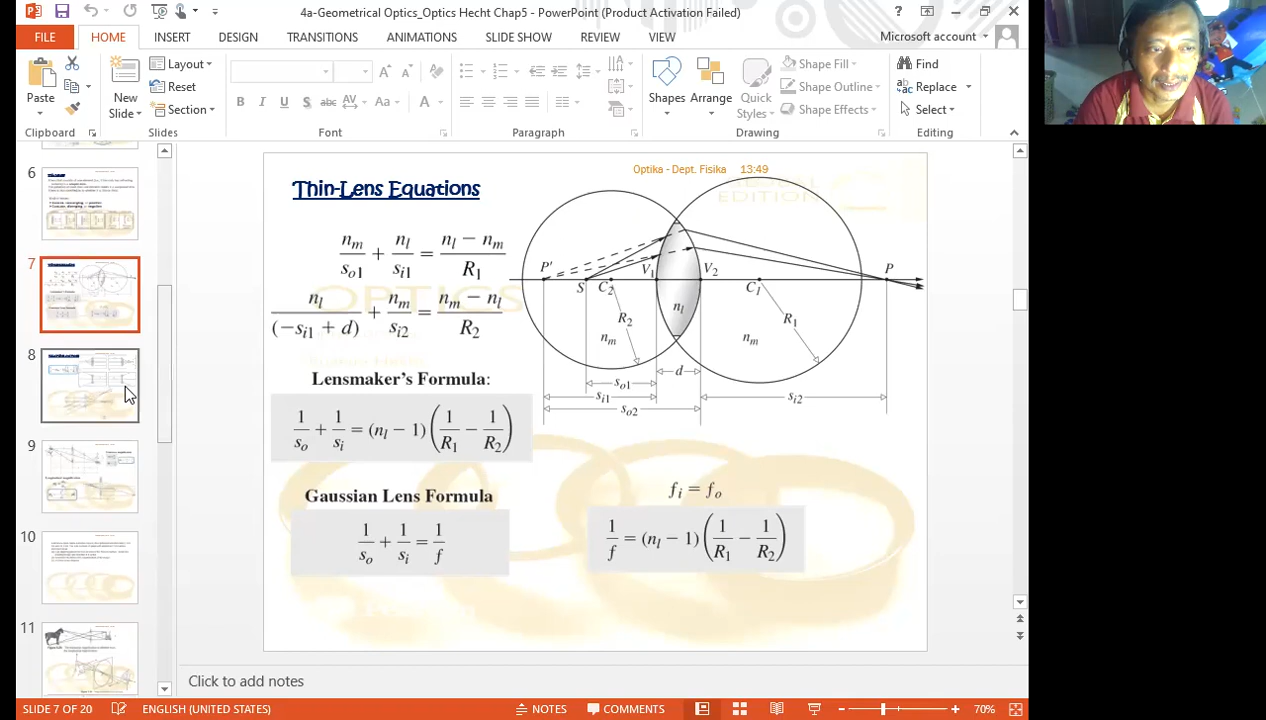 4a-Geometrical Optics_Optics Hecht Chap5 - PowerPoint (Product Activation Failed)
FILE HOME INSERT DESIGN TRANSITIONS ANIMATIONS SLIDE SHOW REVIEW VIEW Microsoft account
Paste
New Slide
Layout
Reset
Section
B I U S abc AV Aa A
Shapes
Arrange
Quick Styles
Shape Fill
Shape Outline
Shape Effects
Find
Replace
Select
Clipboard Slides Font Paragraph Drawing Editing
6
7
8
9
10
11
Optika - Dept. Fisika 13:49
GLOBAL
EDITION
OPTICS
Thin-Lens Equations
n_m/s_o1 + n_l/s_i1 = (n_l − n_m)/R_1
n_l/(−s_i1 + d) + n_m/s_i2 = (n_m − n_l)/R_2
P' S C_2 V_1 V_2 C_1 P
R_2 n_l R_1
n_m n_m
d
s_o1
s_i1 s_i2
s_o2
Lensmaker's Formula:
1/s_o + 1/s_i = (n_l − 1)(1/R_1 − 1/R_2)
Gaussian Lens Formula
1/s_o + 1/s_i = 1/f
f_i = f_o
1/f = (n_l − 1)(1/R_1 − 1/R_2)
Click to add notes
SLIDE 7 OF 20 ENGLISH (UNITED STATES) NOTES COMMENTS 70%